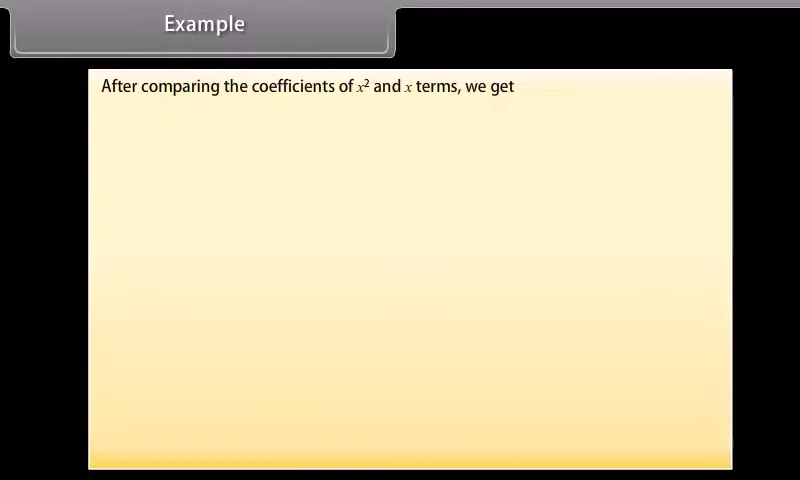 Example
After comparing the coefficients of x² and x terms, we get